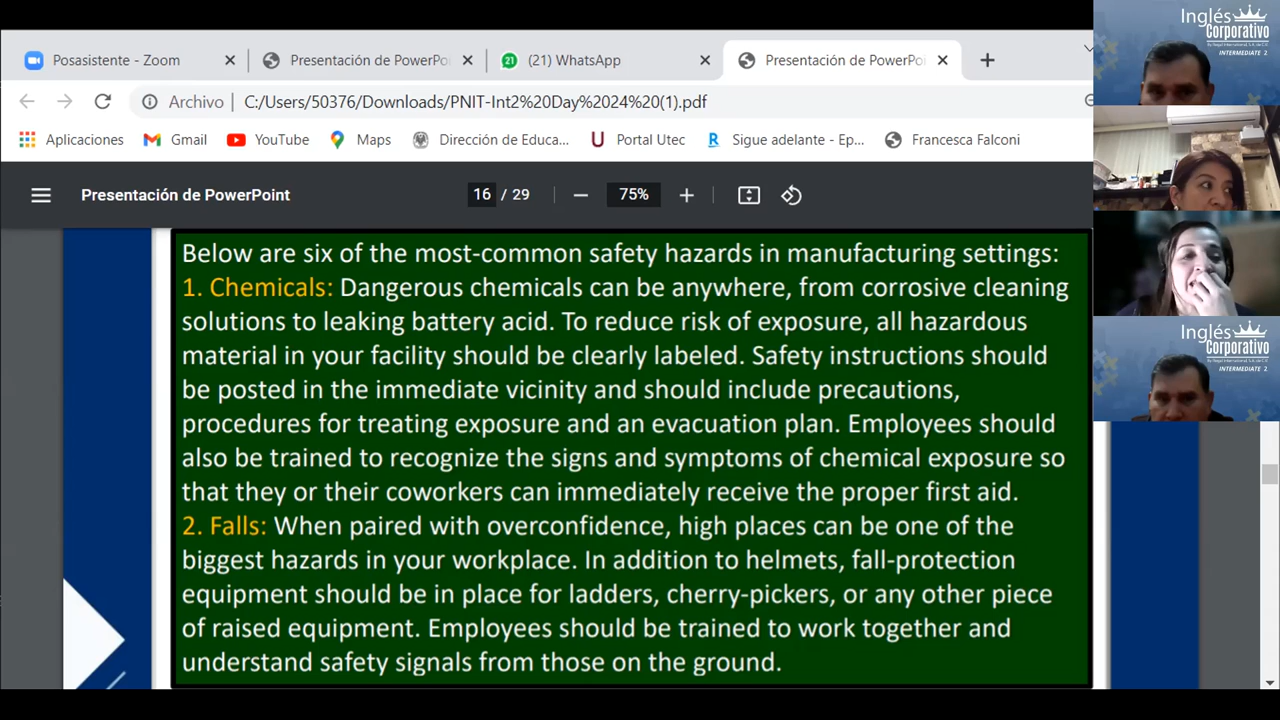 Posasistente - Zoom
Presentación de PowerPoi
21
(21) WhatsApp
Presentación de PowerPoi
Archivo
C:/Users/50376/Downloads/PNIT-Int2%20Day%2024%20(1).pdf
Aplicaciones
Gmail
YouTube
Maps
Dirección de Educa...
Portal Utec
Sigue adelante - Ep...
Francesca Falconi
Presentación de PowerPoint
16 / 29
75%
Below are six of the most-common safety hazards in manufacturing settings:
1. Chemicals: Dangerous chemicals can be anywhere, from corrosive cleaning
solutions to leaking battery acid. To reduce risk of exposure, all hazardous
material in your facility should be clearly labeled. Safety instructions should
be posted in the immediate vicinity and should include precautions,
procedures for treating exposure and an evacuation plan. Employees should
also be trained to recognize the signs and symptoms of chemical exposure so
that they or their coworkers can immediately receive the proper first aid.
2. Falls: When paired with overconfidence, high places can be one of the
biggest hazards in your workplace. In addition to helmets, fall-protection
equipment should be in place for ladders, cherry-pickers, or any other piece
of raised equipment. Employees should be trained to work together and
understand safety signals from those on the ground.
Inglés
Corporativo
By Regal International, S.A. de C.V.
INTERMEDIATE 2
Inglés
Corporativo
By Regal International, S.A. de C.V.
INTERMEDIATE 2